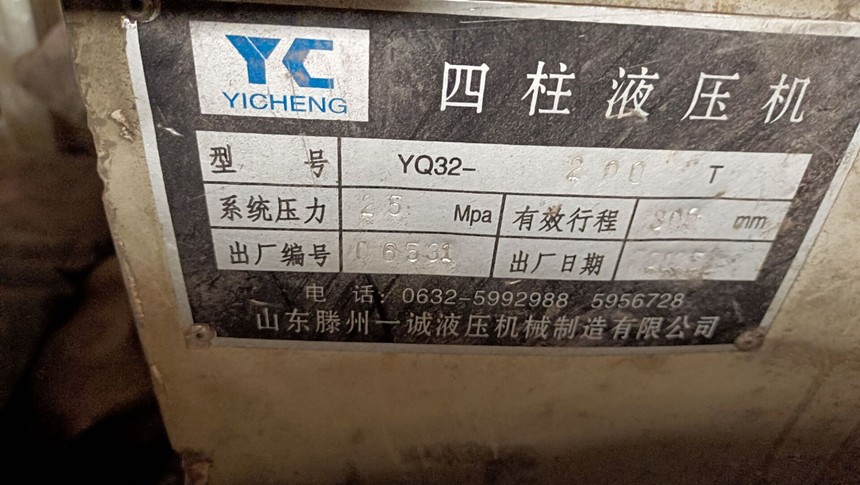 YC
YICHENG
四柱液压机
型 号 YQ32- 200 T
系统压力 25 Mpa 有效行程 mm
出厂编号 出厂日期
电 话: 0632-5992988 5956728
山东滕州一诚液压机械制造有限公司